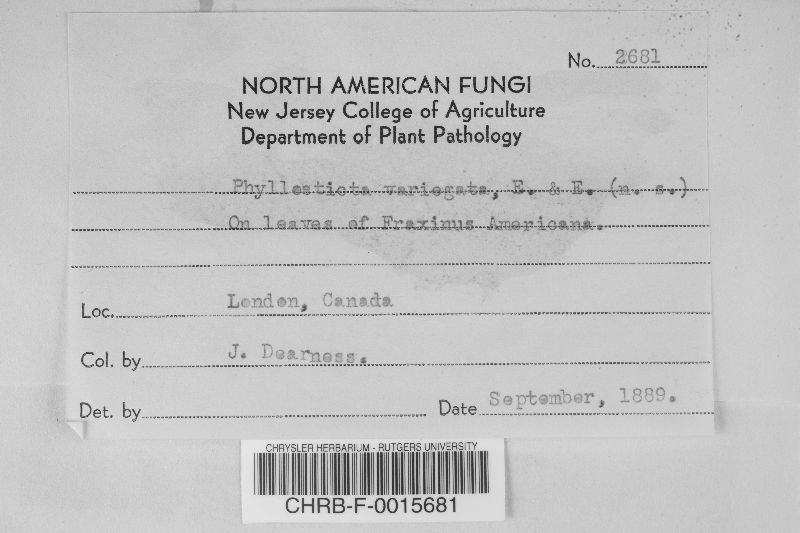 No. 2681
NORTH AMERICAN FUNGI
New Jersey College of Agriculture
Department of Plant Pathology
Phyllosticta variegata, E. & E. (n. s.)
On leaves of Fraxinus Americana.
Loc. London, Canada
Col. by J. Dearness.
Det. by Date September, 1889.
CHRYSLER HERBARIUM - RUTGERS UNIVERSITY
CHRB-F-0015681